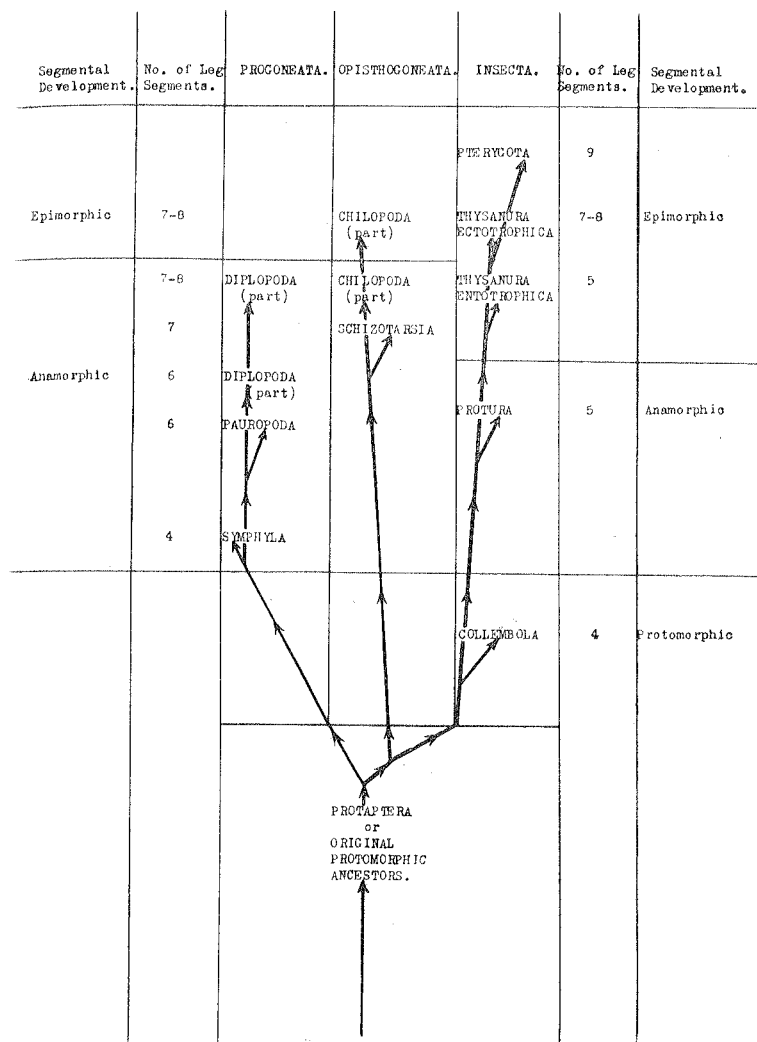 Segmental Development. No. of Leg Segments. PROGONEATA. OPISTHOGONEATA. INSECTA. No. of Leg Segments. Segmental Development.
PTERYGOTA 9
Epimorphic 7-8 CHILOPODA (part) THYSANURA ECTOTROPHICA 7-8 Epimorphic
7-8 DIPLOPODA (part) CHILOPODA (part) THYSANURA ENTOTROPHICA 5
7 SCHIZOTARSIA
Anamorphic 6 DIPLOPODA (part)
PROTURA 5 Anamorphic
6 PAUROPODA
4 SYMPHYLA
COLLEMBOLA 4 Protomorphic
PROTAPTERA
or
ORIGINAL
PROTOMORPHIC
ANCESTORS.